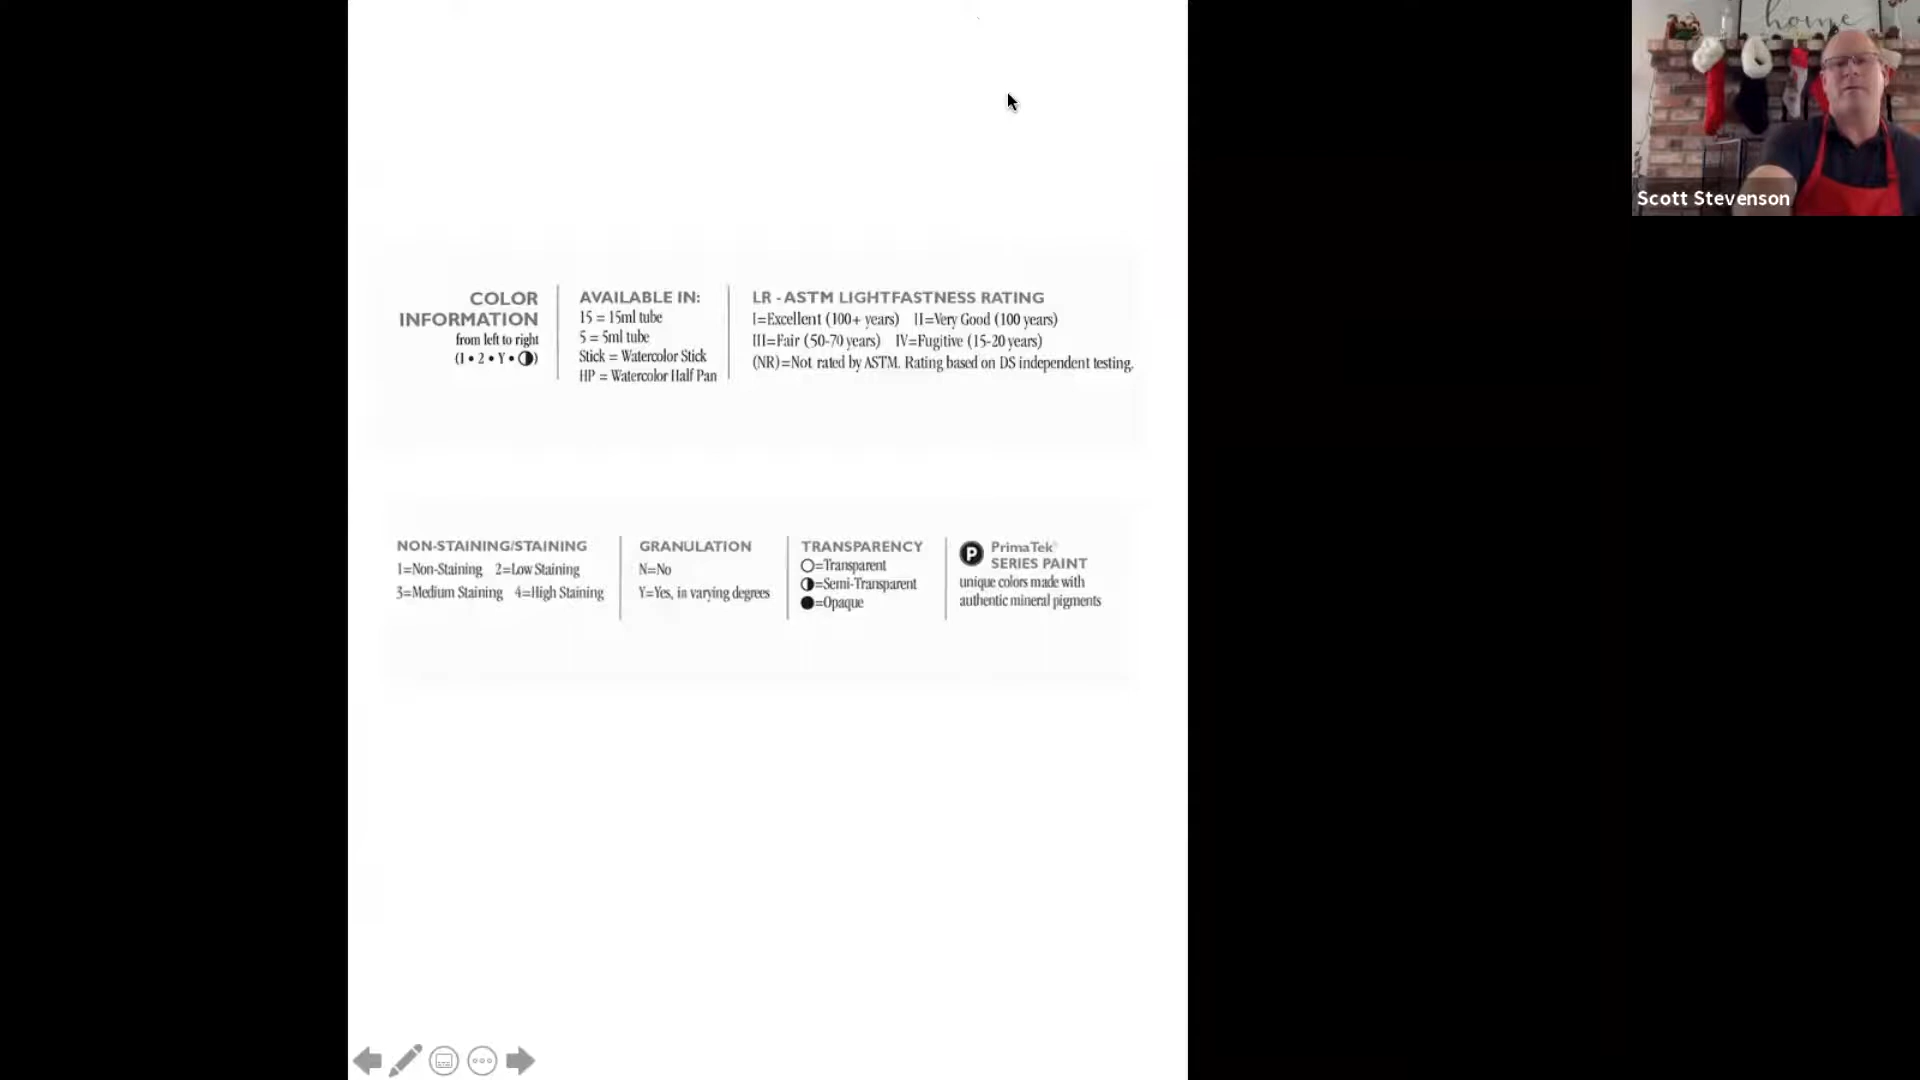 home
Scott Stevenson
COLOR
INFORMATION
from left to right
(1 • 2 • Y • ◑)
AVAILABLE IN:
15 = 15ml tube
5 = 5ml tube
Stick = Watercolor Stick
HP = Watercolor Half Pan
LR - ASTM LIGHTFASTNESS RATING
I=Excellent (100+ years) II=Very Good (100 years)
III=Fair (50-70 years) IV=Fugitive (15-20 years)
(NR)=Not rated by ASTM. Rating based on DS independent testing.
NON-STAINING/STAINING
1=Non-Staining 2=Low Staining
3=Medium Staining 4=High Staining
GRANULATION
N=No
Y=Yes, in varying degrees
TRANSPARENCY
○=Transparent
◑=Semi-Transparent
●=Opaque
P PrimaTek®
SERIES PAINT
unique colors made with
authentic mineral pigments